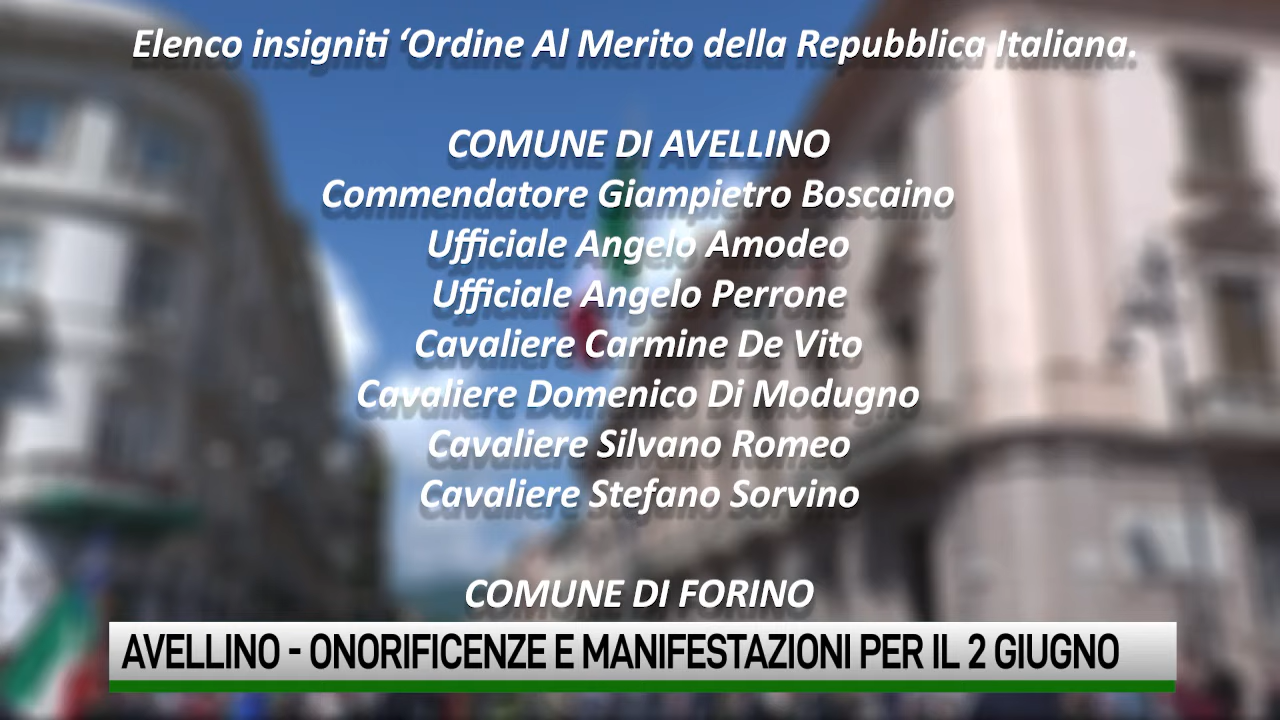 Elenco insigniti ‘Ordine Al Merito della Repubblica Italiana.
COMUNE DI AVELLINO
Commendatore Giampietro Boscaino
Ufficiale Angelo Amodeo
Ufficiale Angelo Perrone
Cavaliere Carmine De Vito
Cavaliere Domenico Di Modugno
Cavaliere Silvano Romeo
Cavaliere Stefano Sorvino
COMUNE DI FORINO
AVELLINO - ONORIFICENZE E MANIFESTAZIONI PER IL 2 GIUGNO